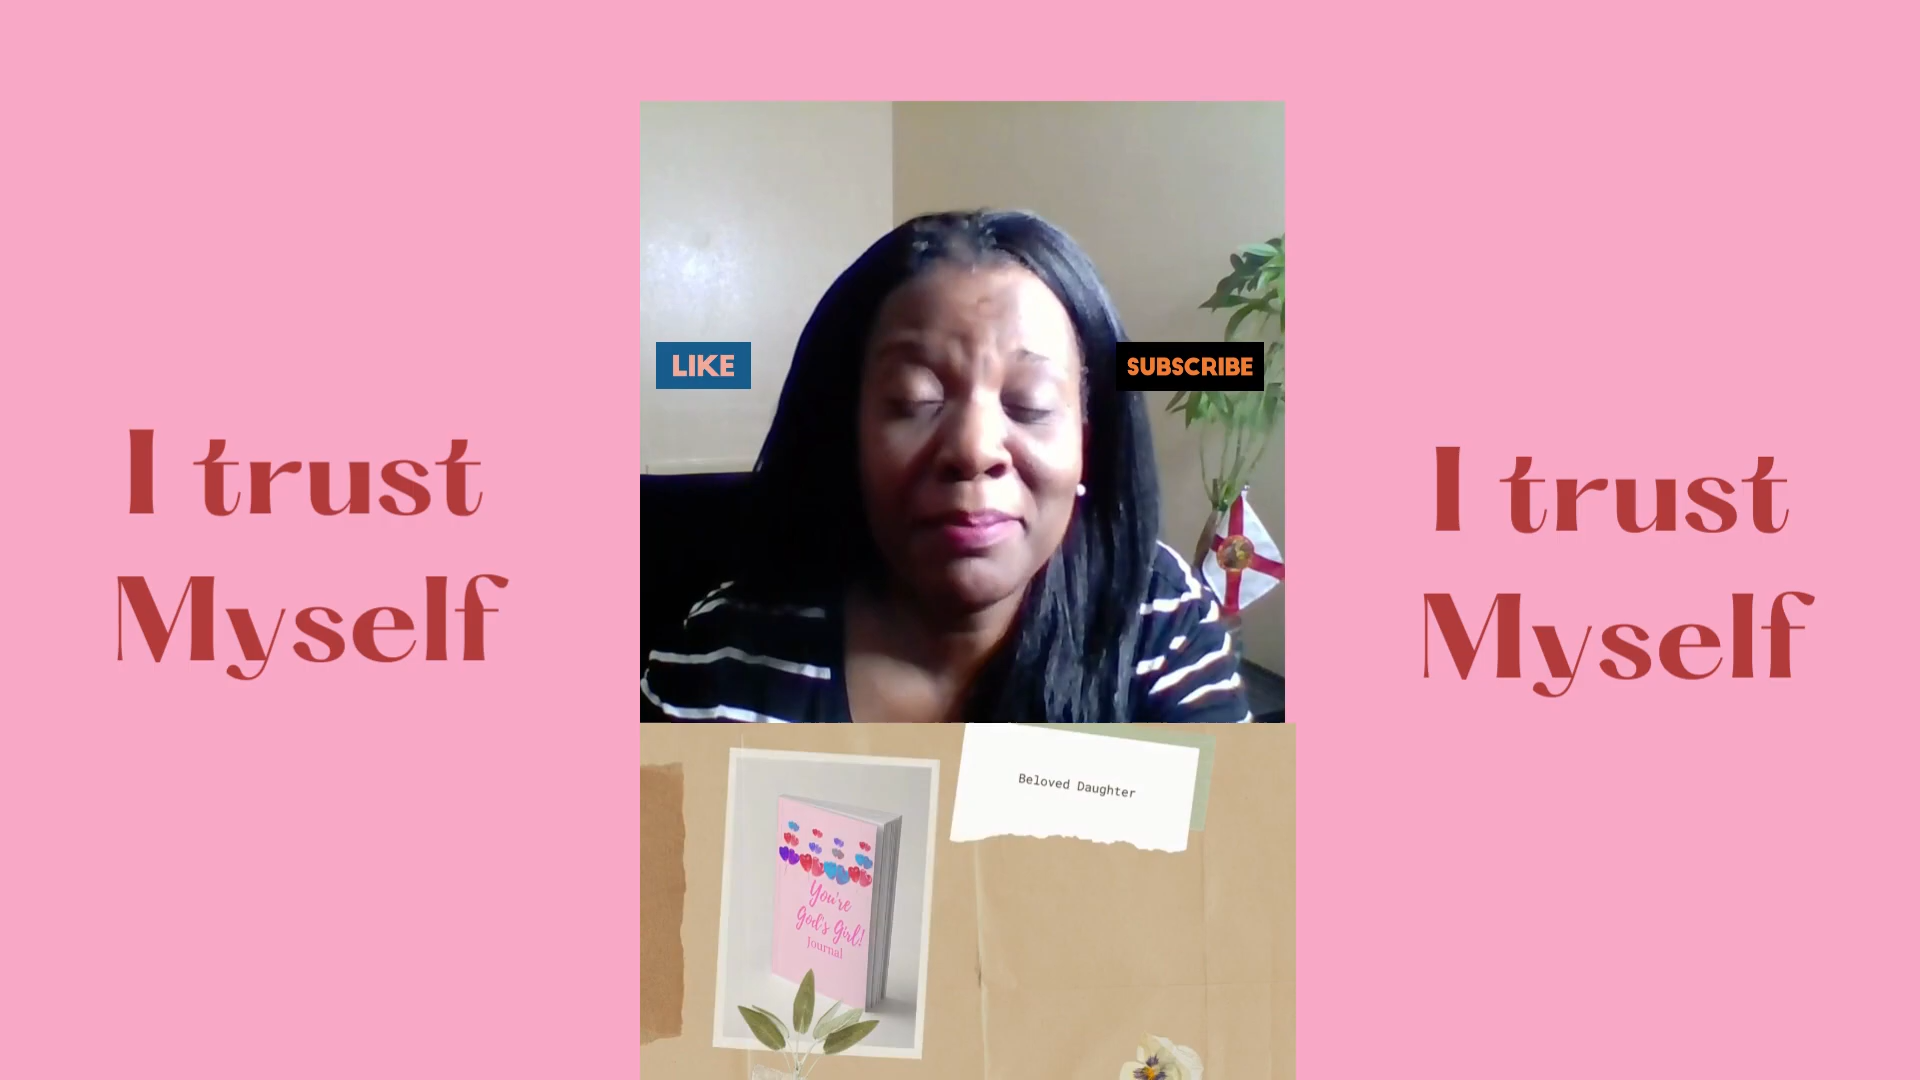 I trust
Myself
LIKE
SUBSCRIBE
I trust
Myself
Beloved Daughter
You're
God's Girl!
Journal